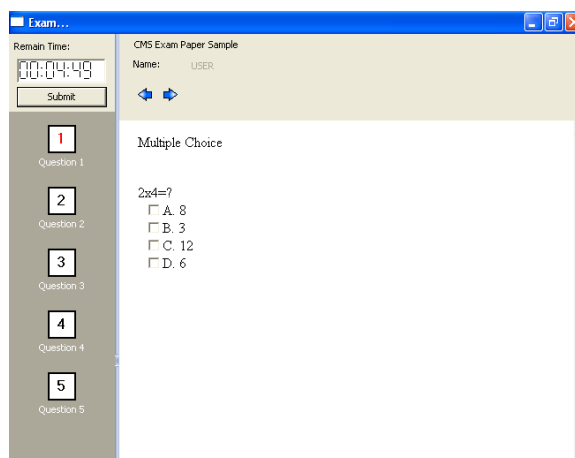 Exam...
Remain Time:
00:04:49
Submit
CMS Exam Paper Sample
Name: USER
1
Question 1
2
Question 2
3
Question 3
4
Question 4
5
Question 5
Multiple Choice
2x4=?
A. 8
B. 3
C. 12
D. 6